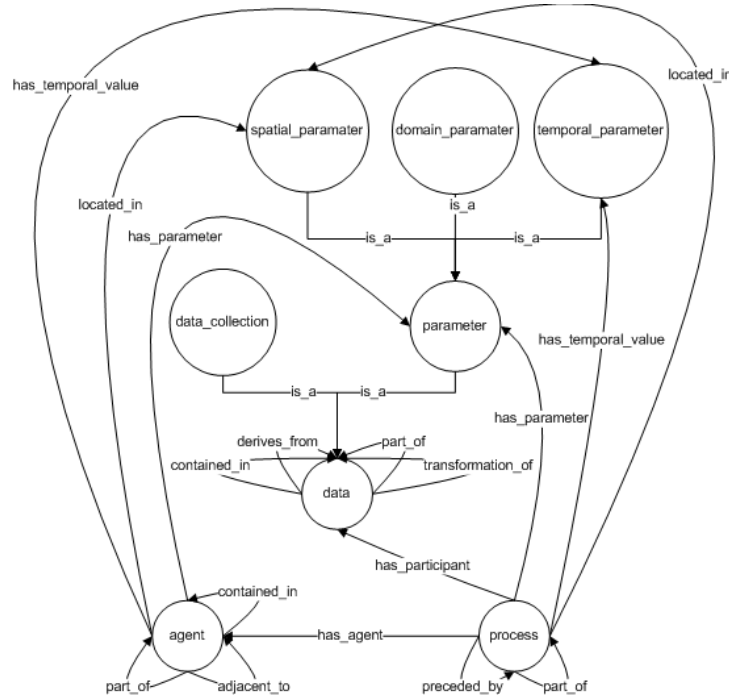 has_temporal_value
located_in
spatial_paramater
domain_paramater
temporal_parameter
located_in
is_a
has_parameter
is_a
is_a
data_collection
parameter
has_temporal_value
is_a
is_a
has_parameter
derives_from
part_of
contained_in
transformation_of
data
has_participant
contained_in
agent
has_agent
process
part_of
adjacent_to
preceded_by
part_of